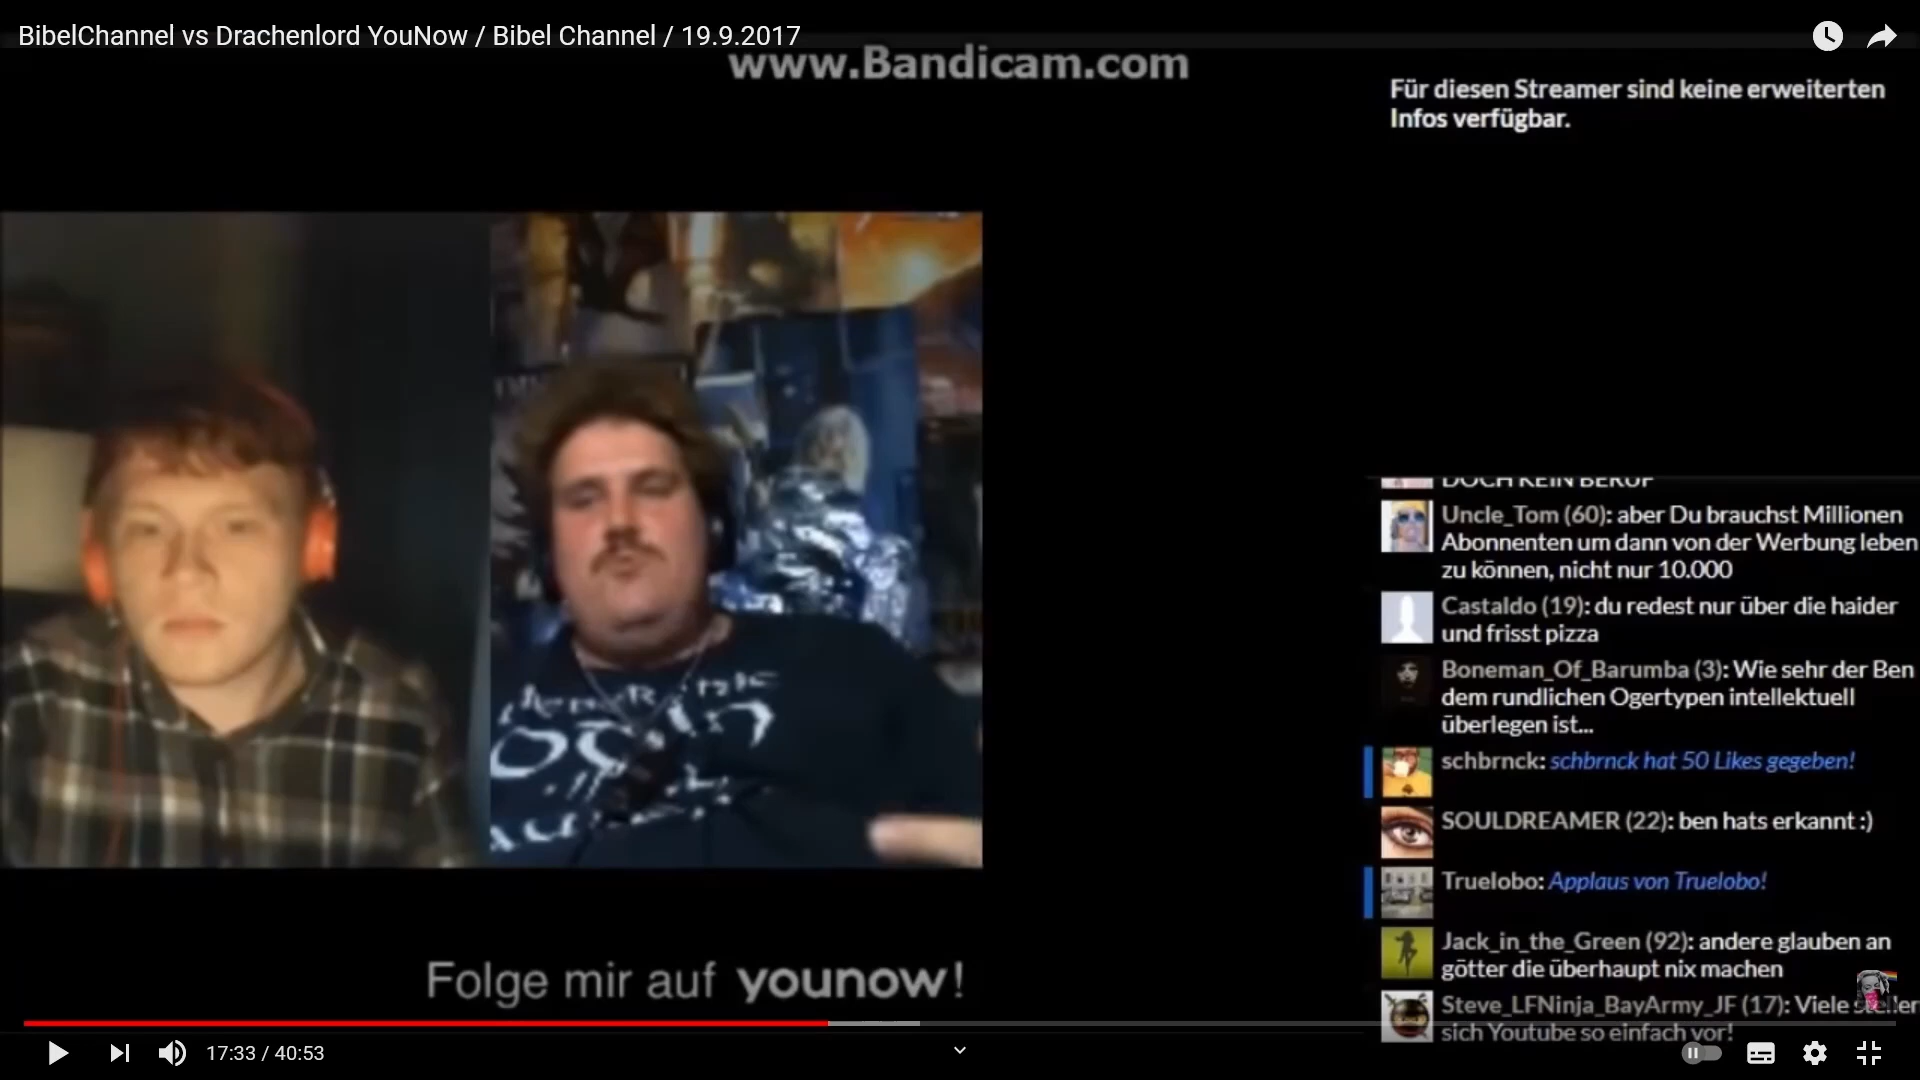 BibelChannel vs Drachenlord YouNow / Bibel Channel / 19.9.2017
www.Bandicam.com
Für diesen Streamer sind keine erweiterten
Infos verfügbar.
DOCH KEIN BERUF
Uncle_Tom (60): aber Du brauchst Millionen
Abonnenten um dann von der Werbung leben
zu können, nicht nur 10.000
Castaldo (19): du redest nur über die haider
und frisst pizza
Boneman_Of_Barumba (3): Wie sehr der Ben
dem rundlichen Ogertypen intellektuell
überlegen ist...
schbrnck: schbrnck hat 50 Likes gegeben!
SOULDREAMER (22): ben hats erkannt :)
Truelobo: Applaus von Truelobo!
Jack_in_the_Green (92): andere glauben an
götter die überhaupt nix machen
Steve_LFNinja_BayArmy_JF (17): Viele
sich Youtube so einfach vor!
Folge mir auf younow!
17:33 / 40:53